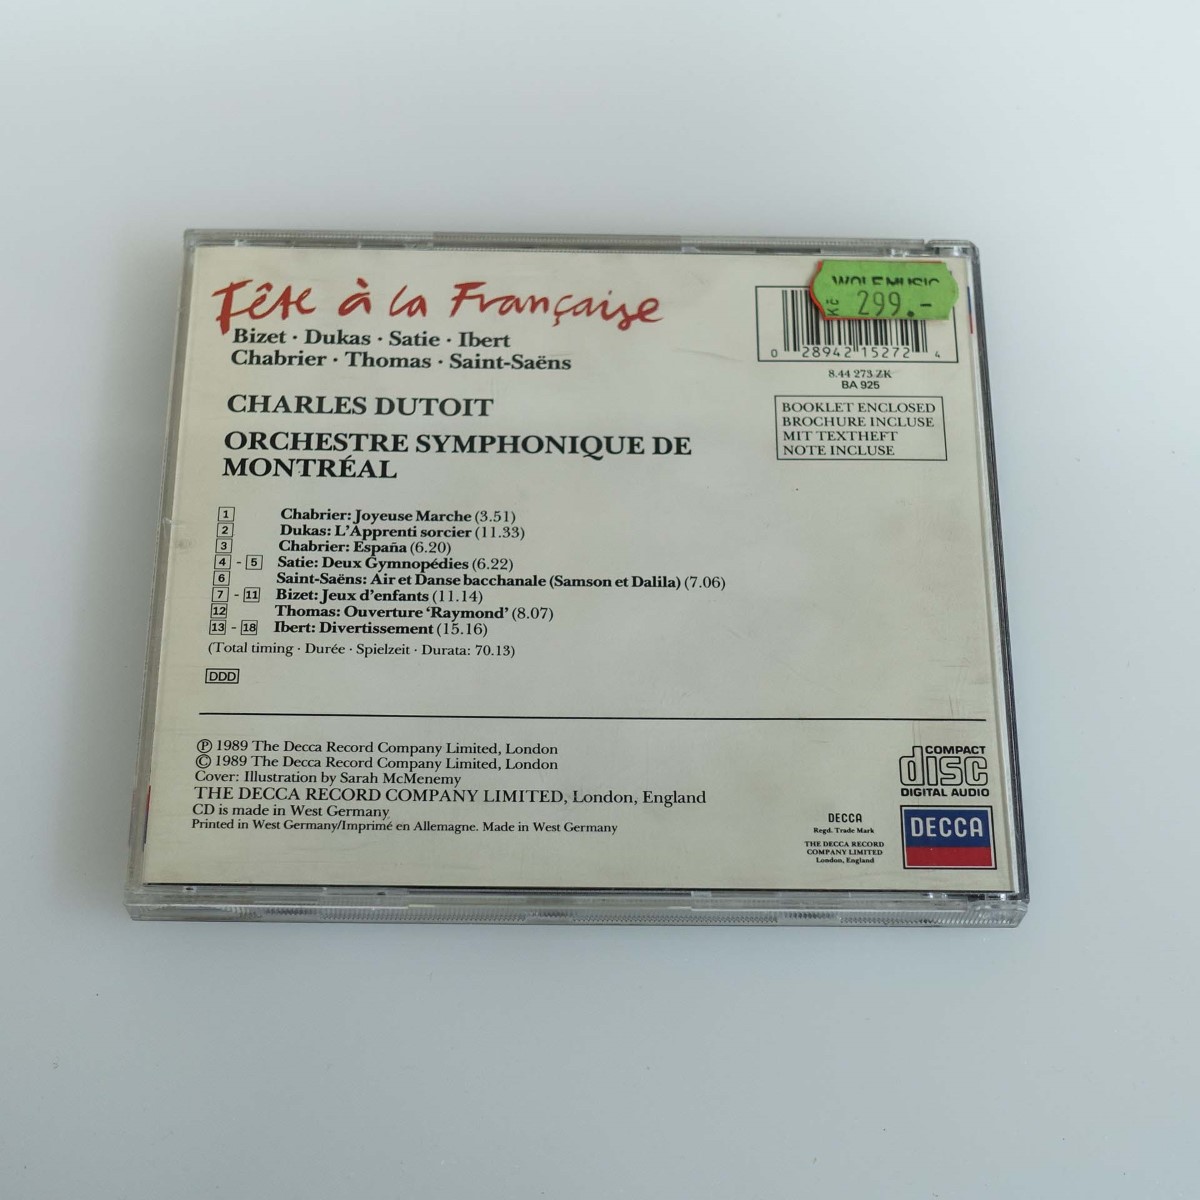 Fête à la Française
Bizet · Dukas · Satie · Ibert
Chabrier · Thomas · Saint-Saëns
CHARLES DUTOIT
ORCHESTRE SYMPHONIQUE DE
MONTRÉAL
WOLF MUSIC
Kč 299.-
0 28942 15272 4
8.44 273 ZK
BA 925
BOOKLET ENCLOSED
BROCHURE INCLUSE
MIT TEXTHEFT
NOTE INCLUSE
1 Chabrier: Joyeuse Marche (3.51)
2 Dukas: L'Apprenti sorcier (11.33)
3 Chabrier: España (6.20)
4 - 5 Satie: Deux Gymnopédies (6.22)
6 Saint-Saëns: Air et Danse bacchanale (Samson et Dalila) (7.06)
7 - 11 Bizet: Jeux d'enfants (11.14)
12 Thomas: Ouverture ‘Raymond’ (8.07)
13 - 18 Ibert: Divertissement (15.16)
(Total timing · Durée · Spielzeit · Durata: 70.13)
DDD
℗ 1989 The Decca Record Company Limited, London
© 1989 The Decca Record Company Limited, London
Cover: Illustration by Sarah McMenemy
THE DECCA RECORD COMPANY LIMITED, London, England
CD is made in West Germany
Printed in West Germany/Imprimé en Allemagne. Made in West Germany
COMPACT
disc
DIGITAL AUDIO
DECCA
Regd. Trade Mark
THE DECCA RECORD
COMPANY LIMITED
London, England
DECCA